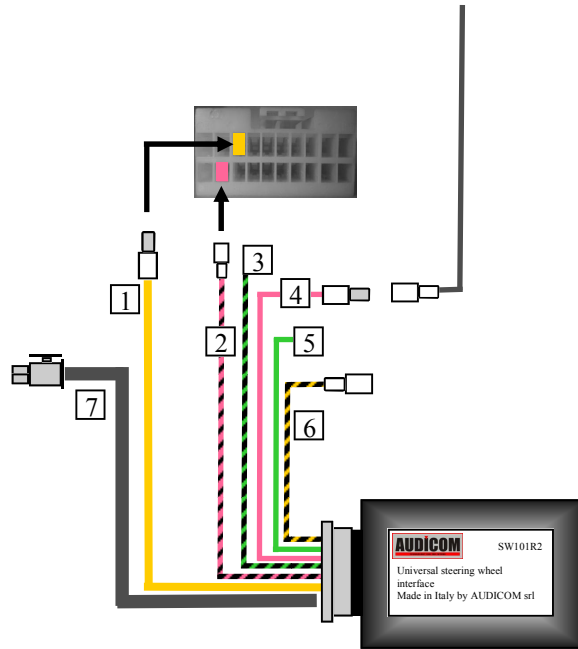 3
1
4
2
5
7
6
AUDICOM
SW101R2
Universal steering wheel
interface
Made in Italy by AUDICOM srl